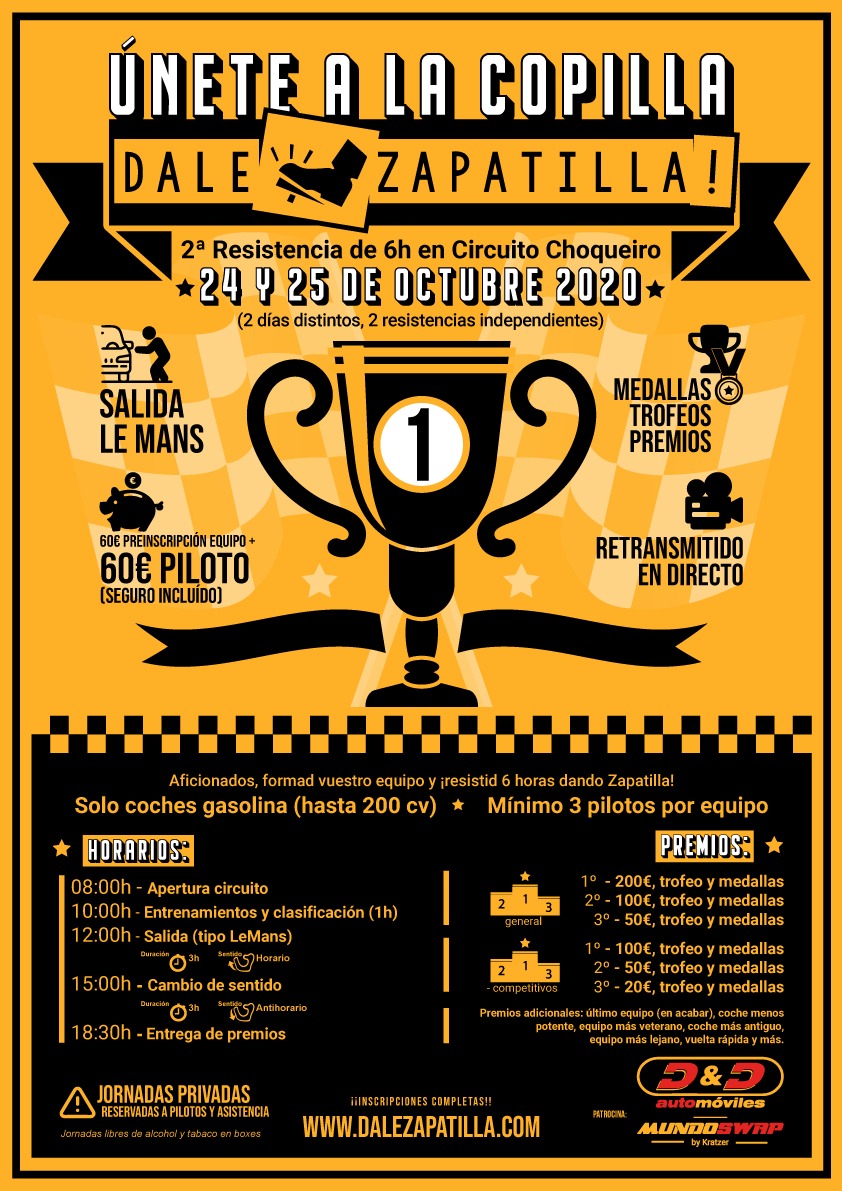 ÚNETE A LA COPILLA
DALE ZAPATILLA!
2ª Resistencia de 6h en Circuito Choqueiro
24 Y 25 DE OCTUBRE 2020
(2 días distintos, 2 resistencias independientes)
SALIDA
LE MANS
MEDALLAS
TROFEOS
PREMIOS
1
€
60€ PREINSCRIPCIÓN EQUIPO +
60€ PILOTO
(SEGURO INCLUÍDO)
RETRANSMITIDO
EN DIRECTO
Aficionados, formad vuestro equipo y ¡resistid 6 horas dando Zapatilla!
Solo coches gasolina (hasta 200 cv) Mínimo 3 pilotos por equipo
HORARIOS:
08:00h - Apertura circuito
10:00h - Entrenamientos y clasificación (1h)
12:00h - Salida (tipo LeMans)
Duración 3h Sentido Horario
15:00h - Cambio de sentido
Duración 3h Sentido Antihorario
18:30h - Entrega de premios
PREMIOS:
2 1 3
general
1º - 200€, trofeo y medallas
2º - 100€, trofeo y medallas
3º - 50€, trofeo y medallas
2 1 3
- competitivos
1º - 100€, trofeo y medallas
2º - 50€, trofeo y medallas
3º - 20€, trofeo y medallas
Premios adicionales: último equipo (en acabar), coche menos
potente, equipo más veterano, coche más antiguo,
equipo más lejano, vuelta rápida y más.
JORNADAS PRIVADAS
RESERVADAS A PILOTOS Y ASISTENCIA
Jornadas libres de alcohol y tabaco en boxes
¡¡INSCRIPCIONES COMPLETAS!!
WWW.DALEZAPATILLA.COM
PATROCINA:
D&D
automóviles
MUNDOSWAP
by Kratzer